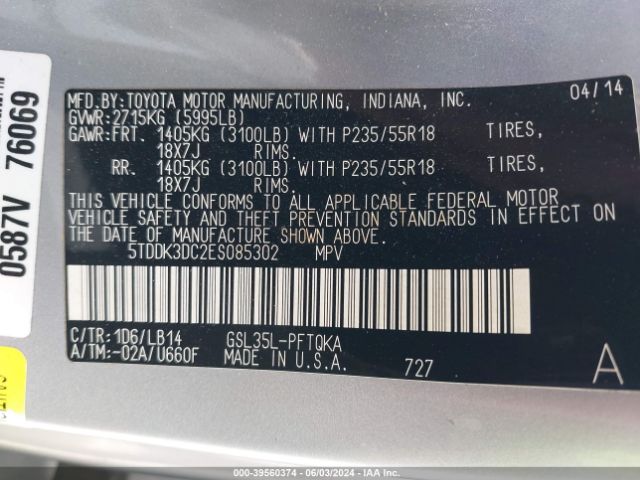 MFD.BY:TOYOTA MOTOR MANUFACTURING, INDIANA, INC. 04/14
GVWR:2715KG (5995LB)
GAWR:FRT. 1405KG (3100LB) WITH P235/55R18 TIRES,
18X7J RIMS.
RR. 1405KG (3100LB) WITH P235/55R18 TIRES,
18X7J RIMS.
THIS VEHICLE CONFORMS TO ALL APPLICABLE FEDERAL MOTOR
VEHICLE SAFETY AND THEFT PREVENTION STANDARDS IN EFFECT ON
THE DATE OF MANUFACTURE SHOWN ABOVE.
5TDDK3DC2ES085302 MPV
C/TR:1D6/LB14 GSL35L-PFTQKA
A/TM:-02A/U660F MADE IN U.S.A. 727 A
0587V 76069
000-39560374 | 06/03/2024 | IAA Inc.